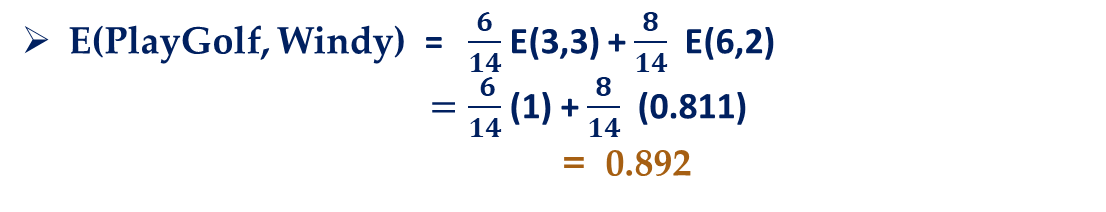 ➢ E(PlayGolf, Windy) = 6/14 E(3,3) + 8/14 E(6,2)
= 6/14 (1) + 8/14 (0.811)
= 0.892